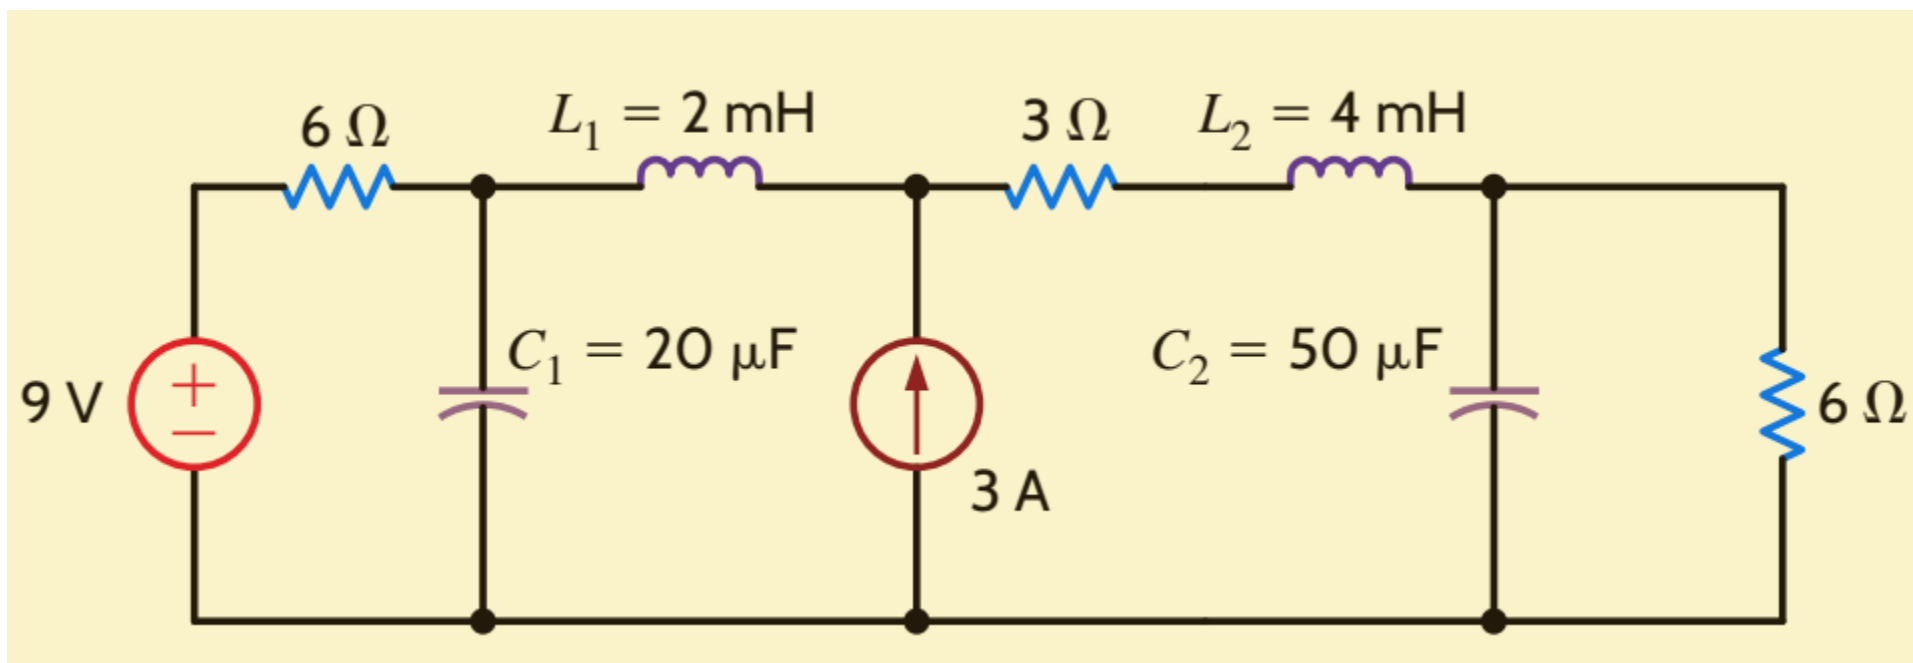 6 Ω
L₁ = 2 mH
3 Ω
L₂ = 4 mH
9 V
+
−
C₁ = 20 μF
3 A
C₂ = 50 μF
6 Ω